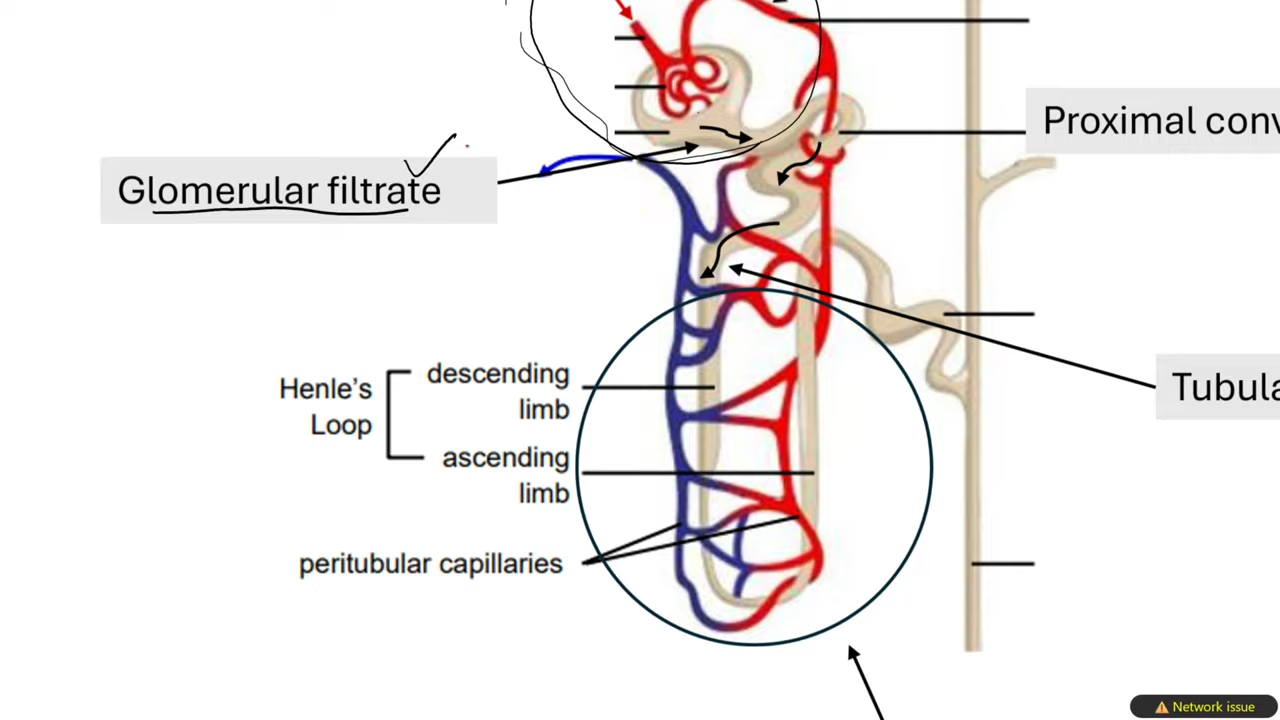 Proximal conv
Glomerular filtrate
Henle's
Loop
descending
limb
ascending
limb
Tubula
peritubular capillaries
Network issue